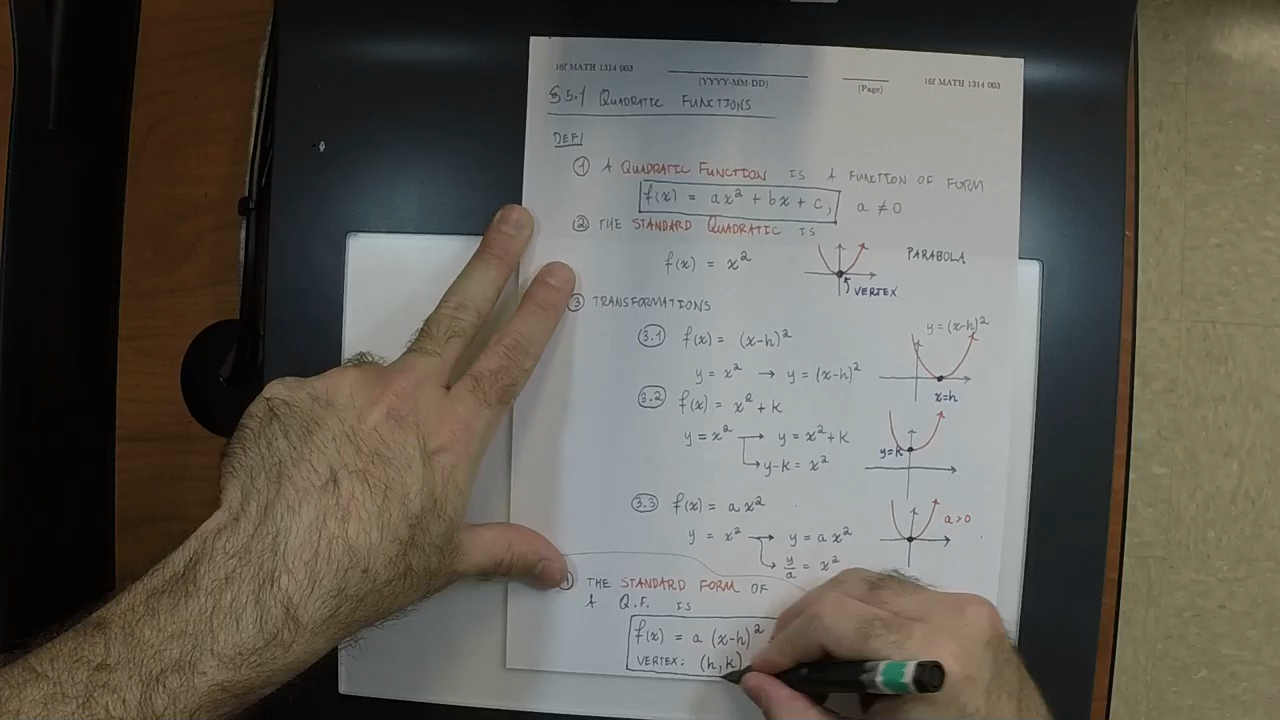 16f MATH 1314 003
(YYYY-MM-DD)
(Page)
16f MATH 1314 003
§5.1 QUADRATIC FUNCTIONS
DEF:
① A QUADRATIC FUNCTION IS A FUNCTION OF FORM
f(x) = ax² + bx + c, a ≠ 0
② THE STANDARD QUADRATIC IS
f(x) = x²
PARABOLA
VERTEX
③ TRANSFORMATIONS
3.1 f(x) = (x-h)²
y = (x-h)²
y = x² → y = (x-h)²
x=h
3.2 f(x) = x² + k
y = x² → y = x²+k
y=k
y-k = x²
3.3 f(x) = a x²
y = x² → y = a x²
a>0
y/a = x²
THE STANDARD FORM OF
A Q.F. IS
f(x) = a (x-h)²
VERTEX: (h,k)